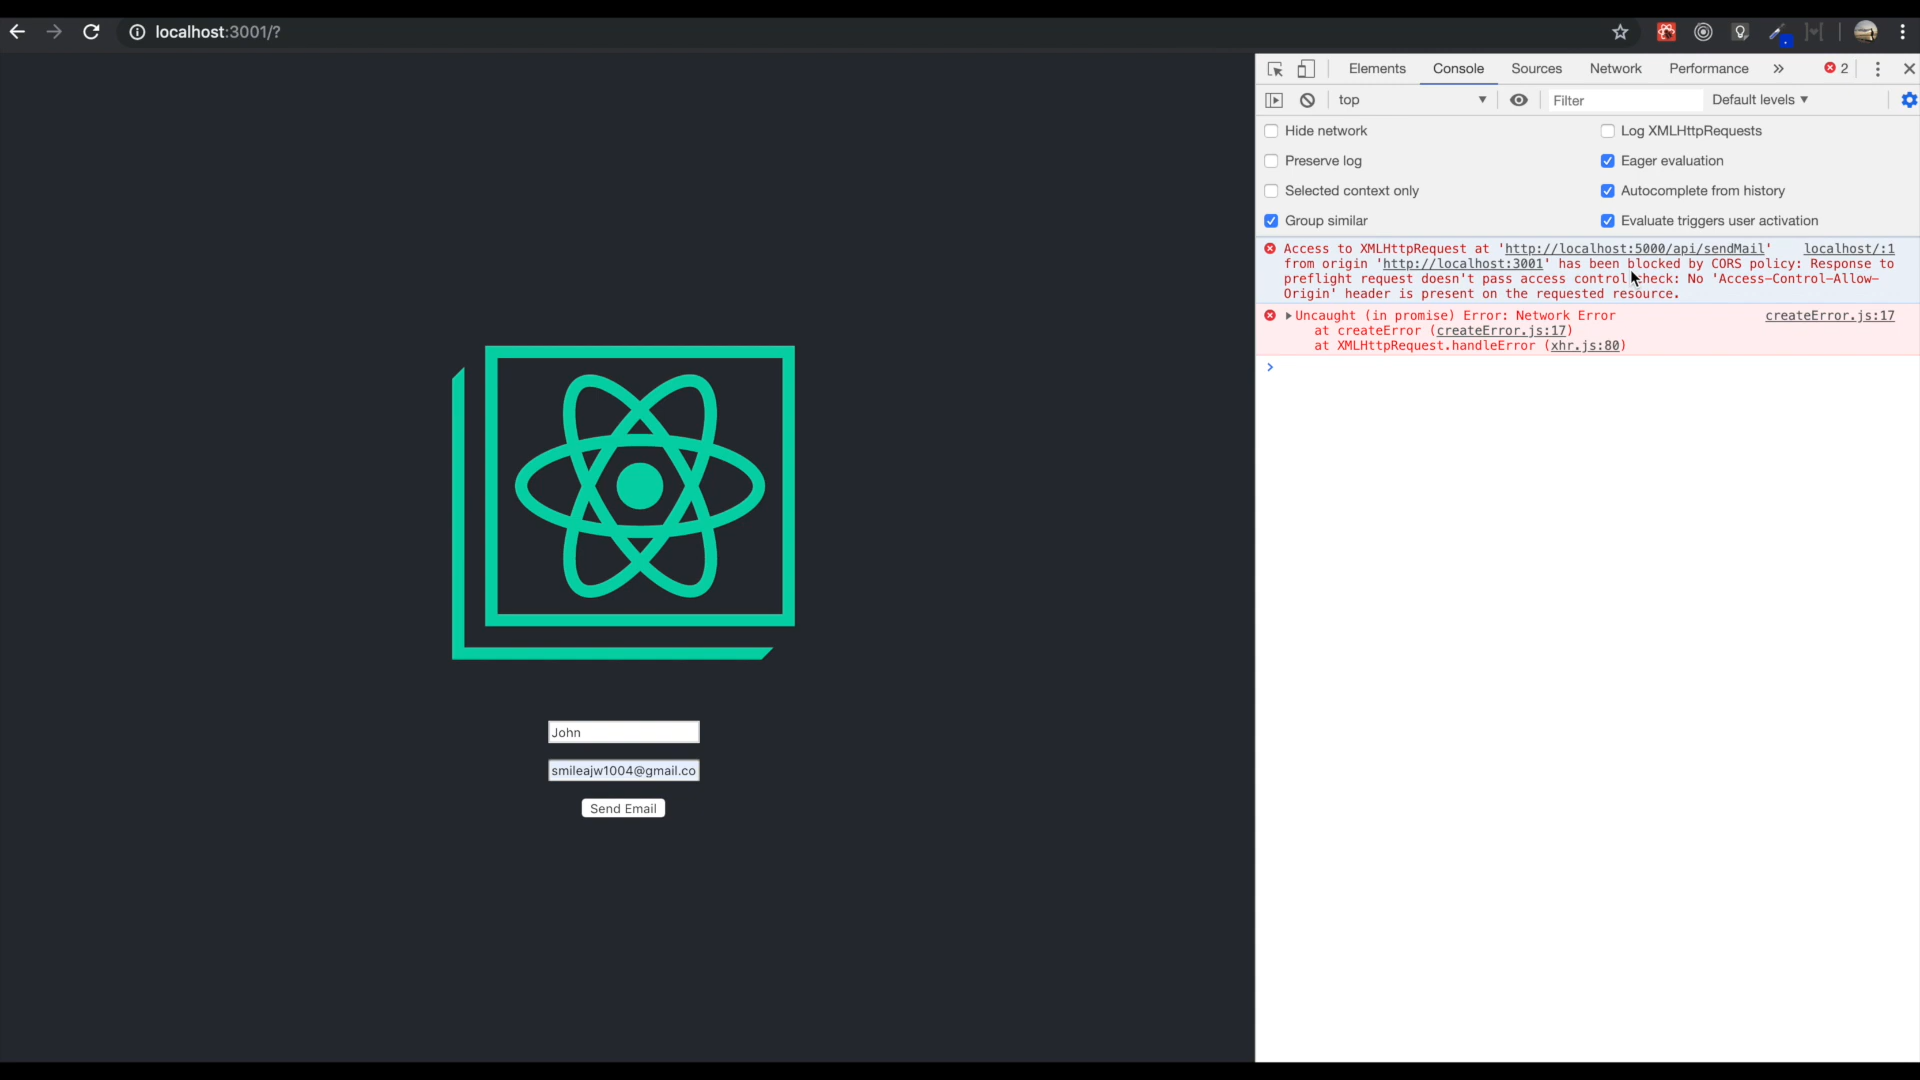 localhost:3001/?
Elements Console Sources Network Performance » 2
top Filter Default levels
Hide network Log XMLHttpRequests
Preserve log Eager evaluation
Selected context only Autocomplete from history
Group similar Evaluate triggers user activation
Access to XMLHttpRequest at 'http://localhost:5000/api/sendMail' localhost/:1
from origin 'http://localhost:3001' has been blocked by CORS policy: Response to
preflight request doesn't pass access control check: No 'Access-Control-Allow-
Origin' header is present on the requested resource.
Uncaught (in promise) Error: Network Error createError.js:17
at createError (createError.js:17)
at XMLHttpRequest.handleError (xhr.js:80)
John
smileajw1004@gmail.co
Send Email